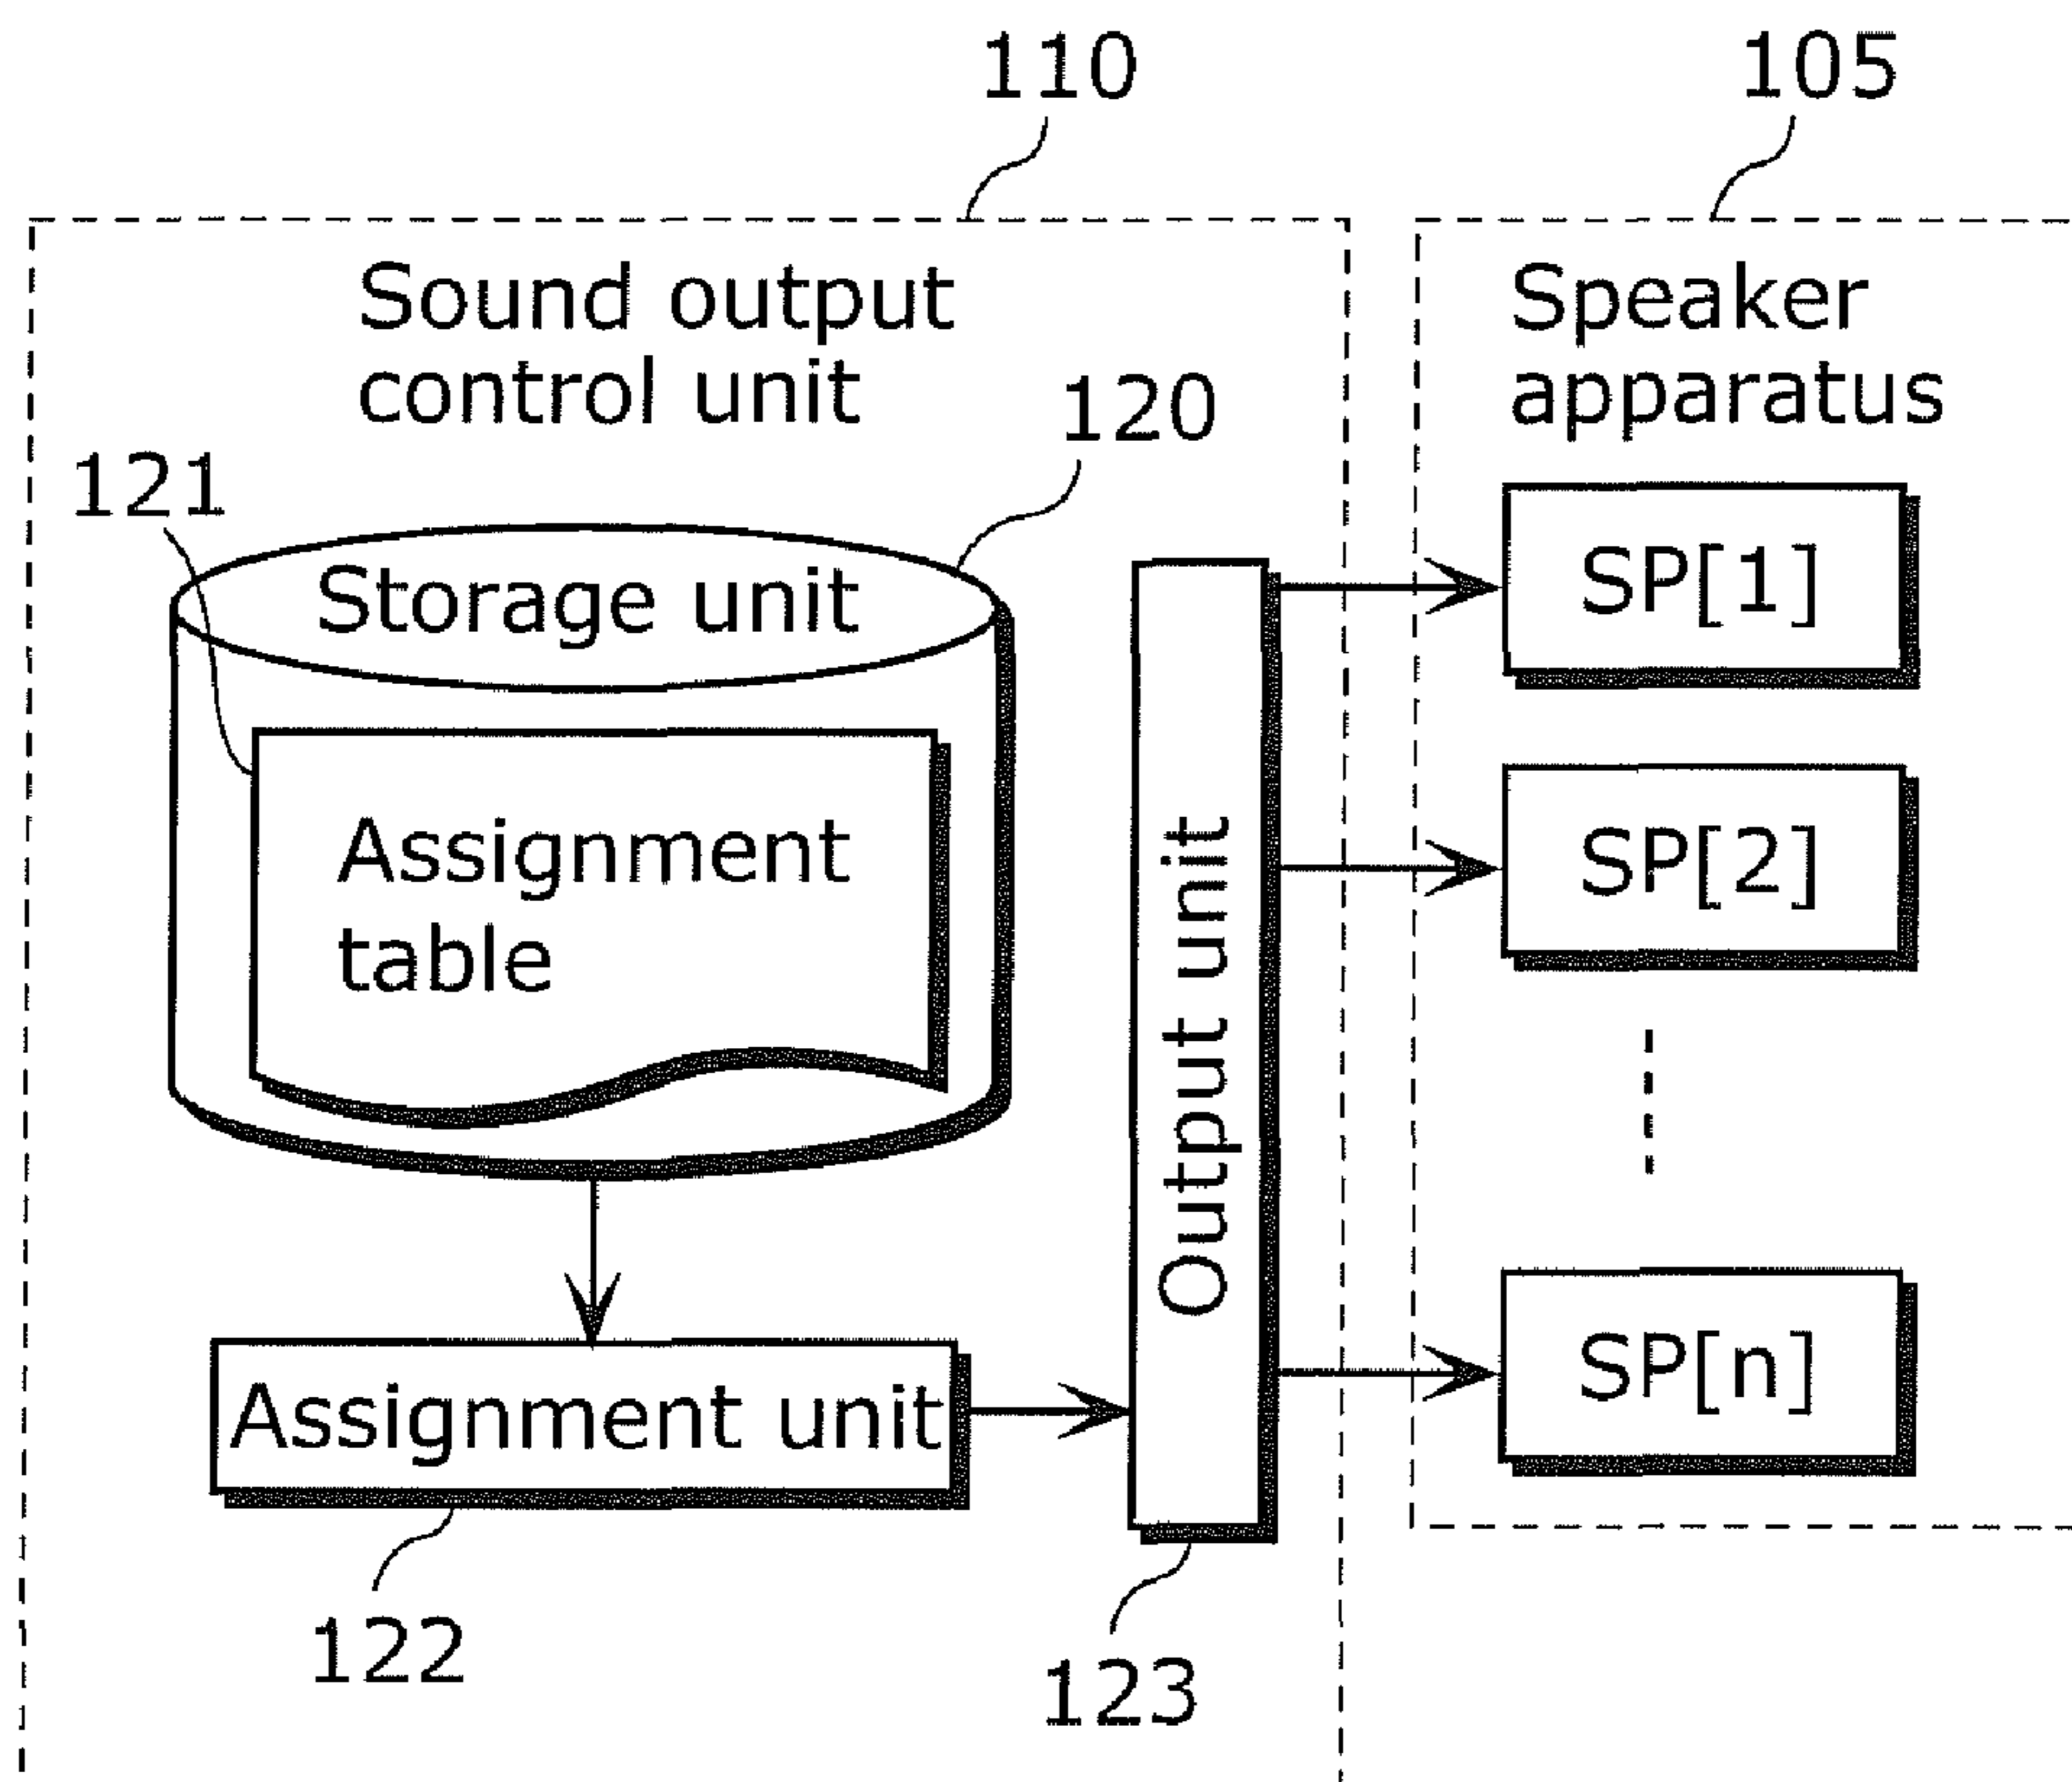 110
105
Sound output
control unit
Speaker
apparatus
120
121
Storage unit
SP[1]
Assignment
table
SP[2]
Output unit
SP[n]
Assignment unit
122
123